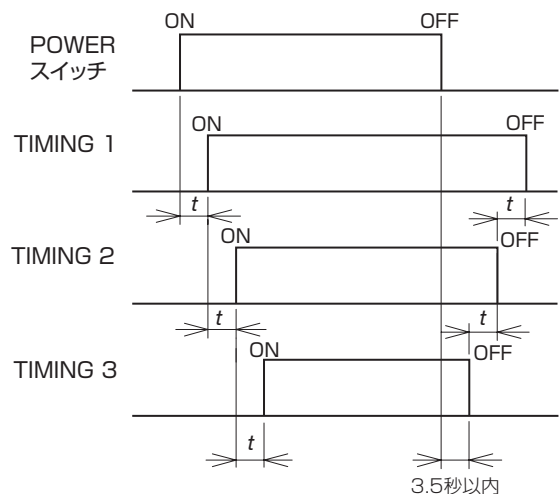 ON OFF
POWER
スイッチ
ON OFF
TIMING 1
t t
ON OFF
TIMING 2
t t
ON OFF
TIMING 3
t
3.5秒以内